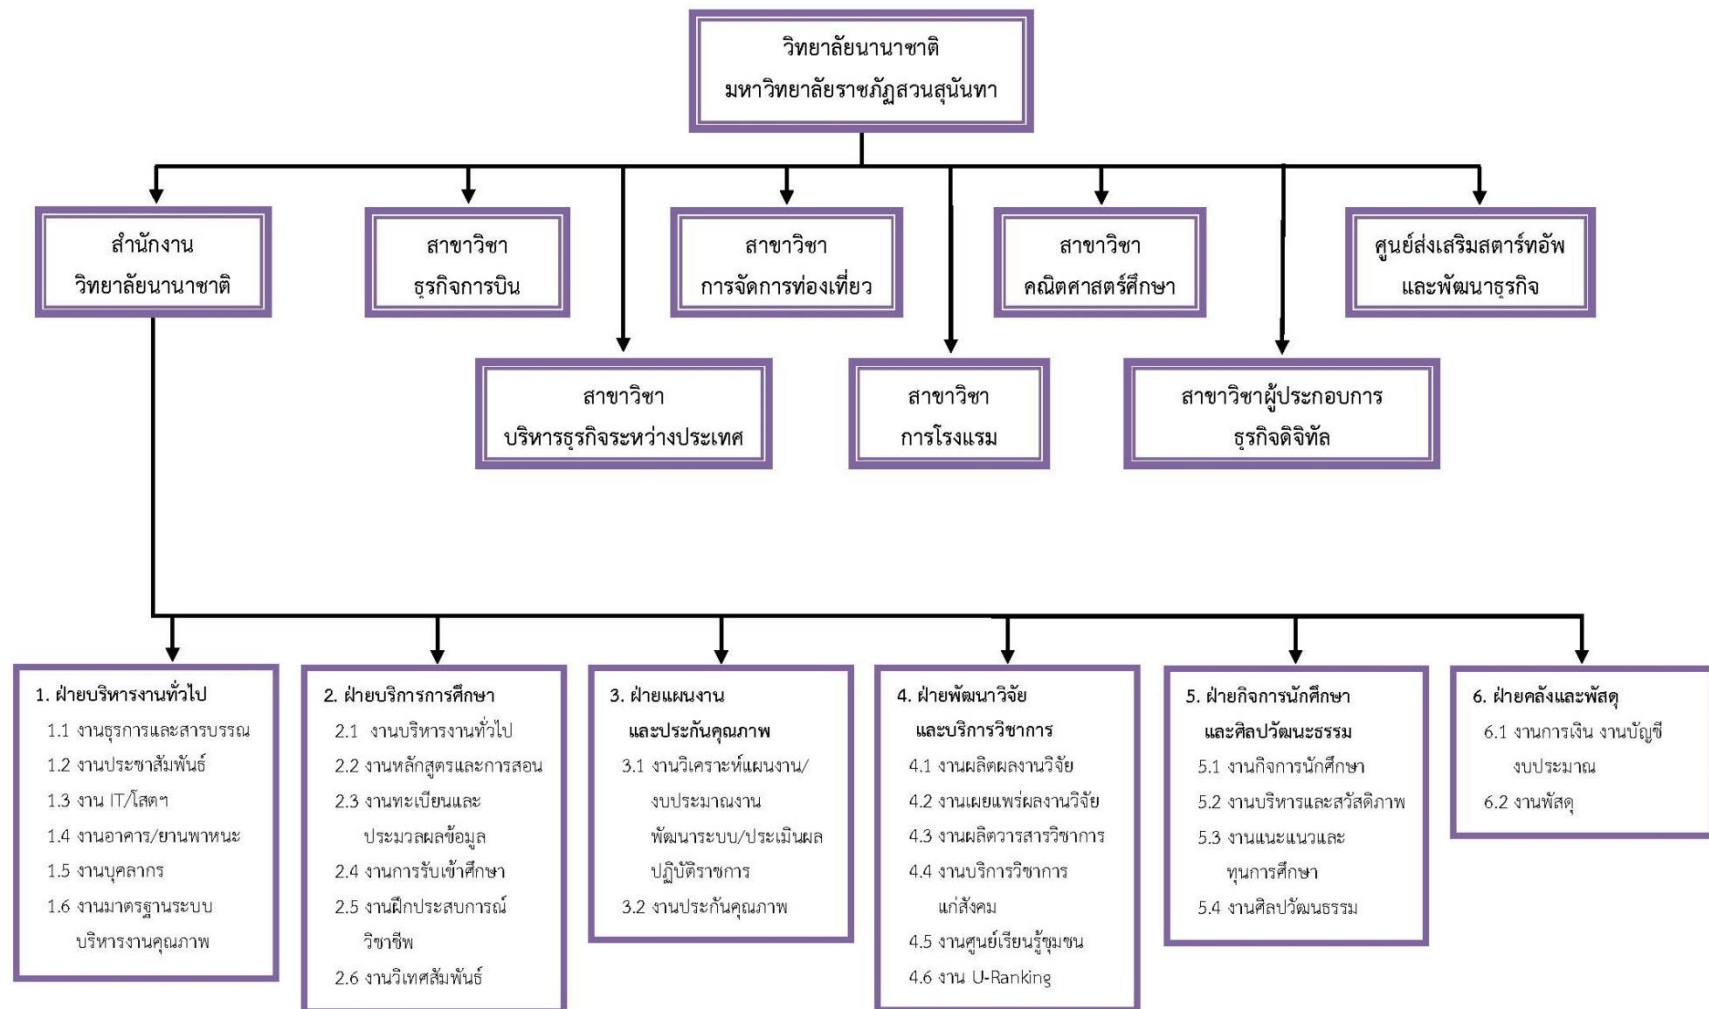 วิทยาลัยนานาชาติ
มหาวิทยาลัยราชภัฏสวนสุนันทา
สำนักงาน
วิทยาลัยนานาชาติ
สาขาวิชา
ธุรกิจการบิน
สาขาวิชา
การจัดการท่องเที่ยว
สาขาวิชา
คณิตศาสตร์ศึกษา
ศูนย์ส่งเสริมสตาร์ทอัพ
และพัฒนาธุรกิจ
สาขาวิชา
บริหารธุรกิจระหว่างประเทศ
สาขาวิชา
การโรงแรม
สาขาวิชาผู้ประกอบการ
ธุรกิจดิจิทัล
1. ฝ่ายบริหารงานทั่วไป
1.1 งานธุรการและสารบรรณ
1.2 งานประชาสัมพันธ์
1.3 งาน IT/โสตฯ
1.4 งานอาคาร/ยานพาหนะ
1.5 งานบุคลากร
1.6 งานมาตรฐานระบบ
บริหารงานคุณภาพ
2. ฝ่ายบริการการศึกษา
2.1 งานบริหารงานทั่วไป
2.2 งานหลักสูตรและการสอน
2.3 งานทะเบียนและ
ประมวลผลข้อมูล
2.4 งานการรับเข้าศึกษา
2.5 งานฝึกประสบการณ์
วิชาชีพ
2.6 งานวิเทศสัมพันธ์
3. ฝ่ายแผนงาน
และประกันคุณภาพ
3.1 งานวิเคราะห์แผนงาน/
งบประมาณงาน
พัฒนาระบบ/ประเมินผล
ปฏิบัติราชการ
3.2 งานประกันคุณภาพ
4. ฝ่ายพัฒนาวิจัย
และบริการวิชาการ
4.1 งานผลิตผลงานวิจัย
4.2 งานเผยแพร่ผลงานวิจัย
4.3 งานผลิตวารสารวิชาการ
4.4 งานบริการวิชาการ
แก่สังคม
4.5 งานศูนย์เรียนรู้ชุมชน
4.6 งาน U-Ranking
5. ฝ่ายกิจการนักศึกษา
และศิลปวัฒนะธรรม
5.1 งานกิจการนักศึกษา
5.2 งานบริหารและสวัสดิภาพ
5.3 งานแนะแนวและ
ทุนการศึกษา
5.4 งานศิลปวัฒนธรรม
6. ฝ่ายคลังและพัสดุ
6.1 งานการเงิน งานบัญชี
งบประมาณ
6.2 งานพัสดุ